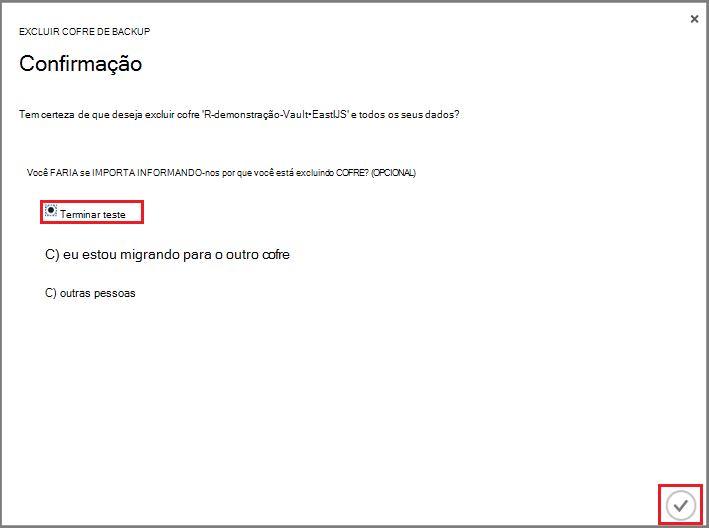 EXCLUIR COFRE DE BACKUP
Confirmação
Tem certeza de que deseja excluir cofre 'R-demonstração-Vault•EastIJS' e todos os seus dados?
Você FARIA se IMPORTA INFORMANDO-nos por que você está excluindo COFRE? (OPCIONAL)
Terminar teste
C) eu estou migrando para o outro cofre
C) outras pessoas